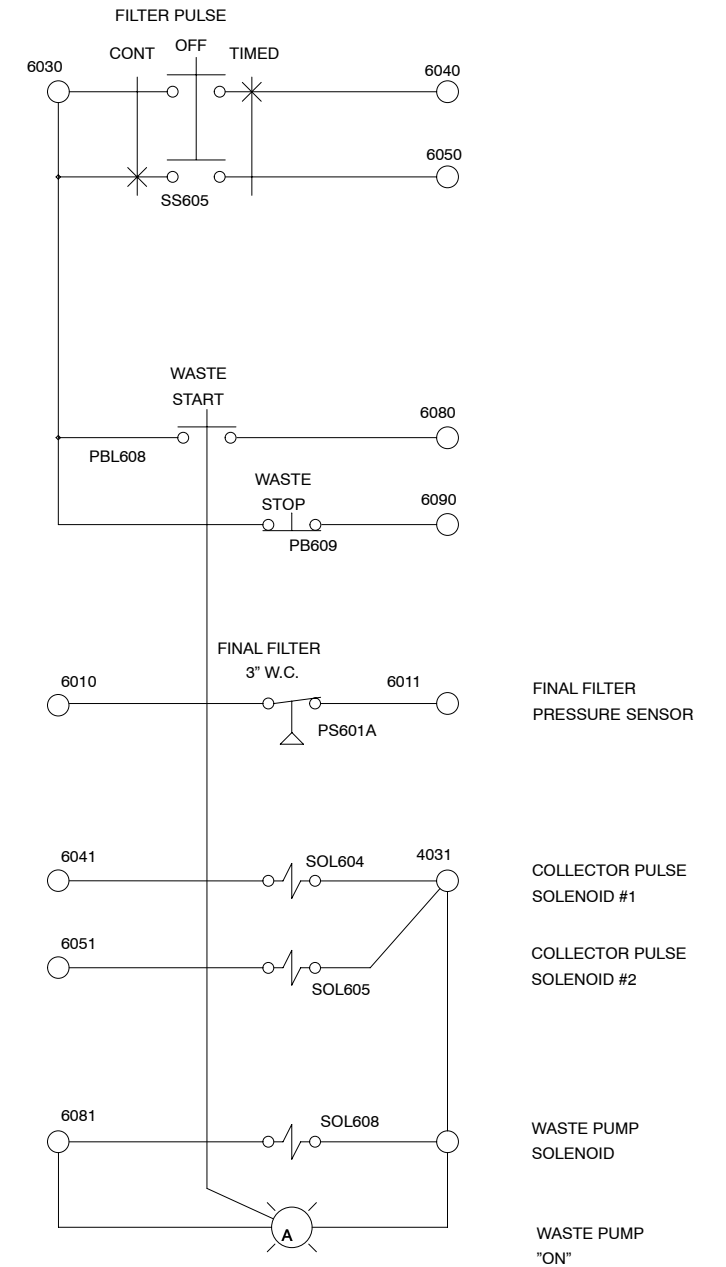 FILTER PULSE
CONT
OFF
TIMED
6030
6040
6050
SS605
WASTE
START
6080
PBL608
WASTE
STOP
6090
PB609
FINAL FILTER
3” W.C.
6010
6011
PS601A
FINAL FILTER
PRESSURE SENSOR
6041
SOL604
4031
COLLECTOR PULSE
SOLENOID #1
6051
SOL605
COLLECTOR PULSE
SOLENOID #2
6081
SOL608
WASTE PUMP
SOLENOID
A
WASTE PUMP
”ON”